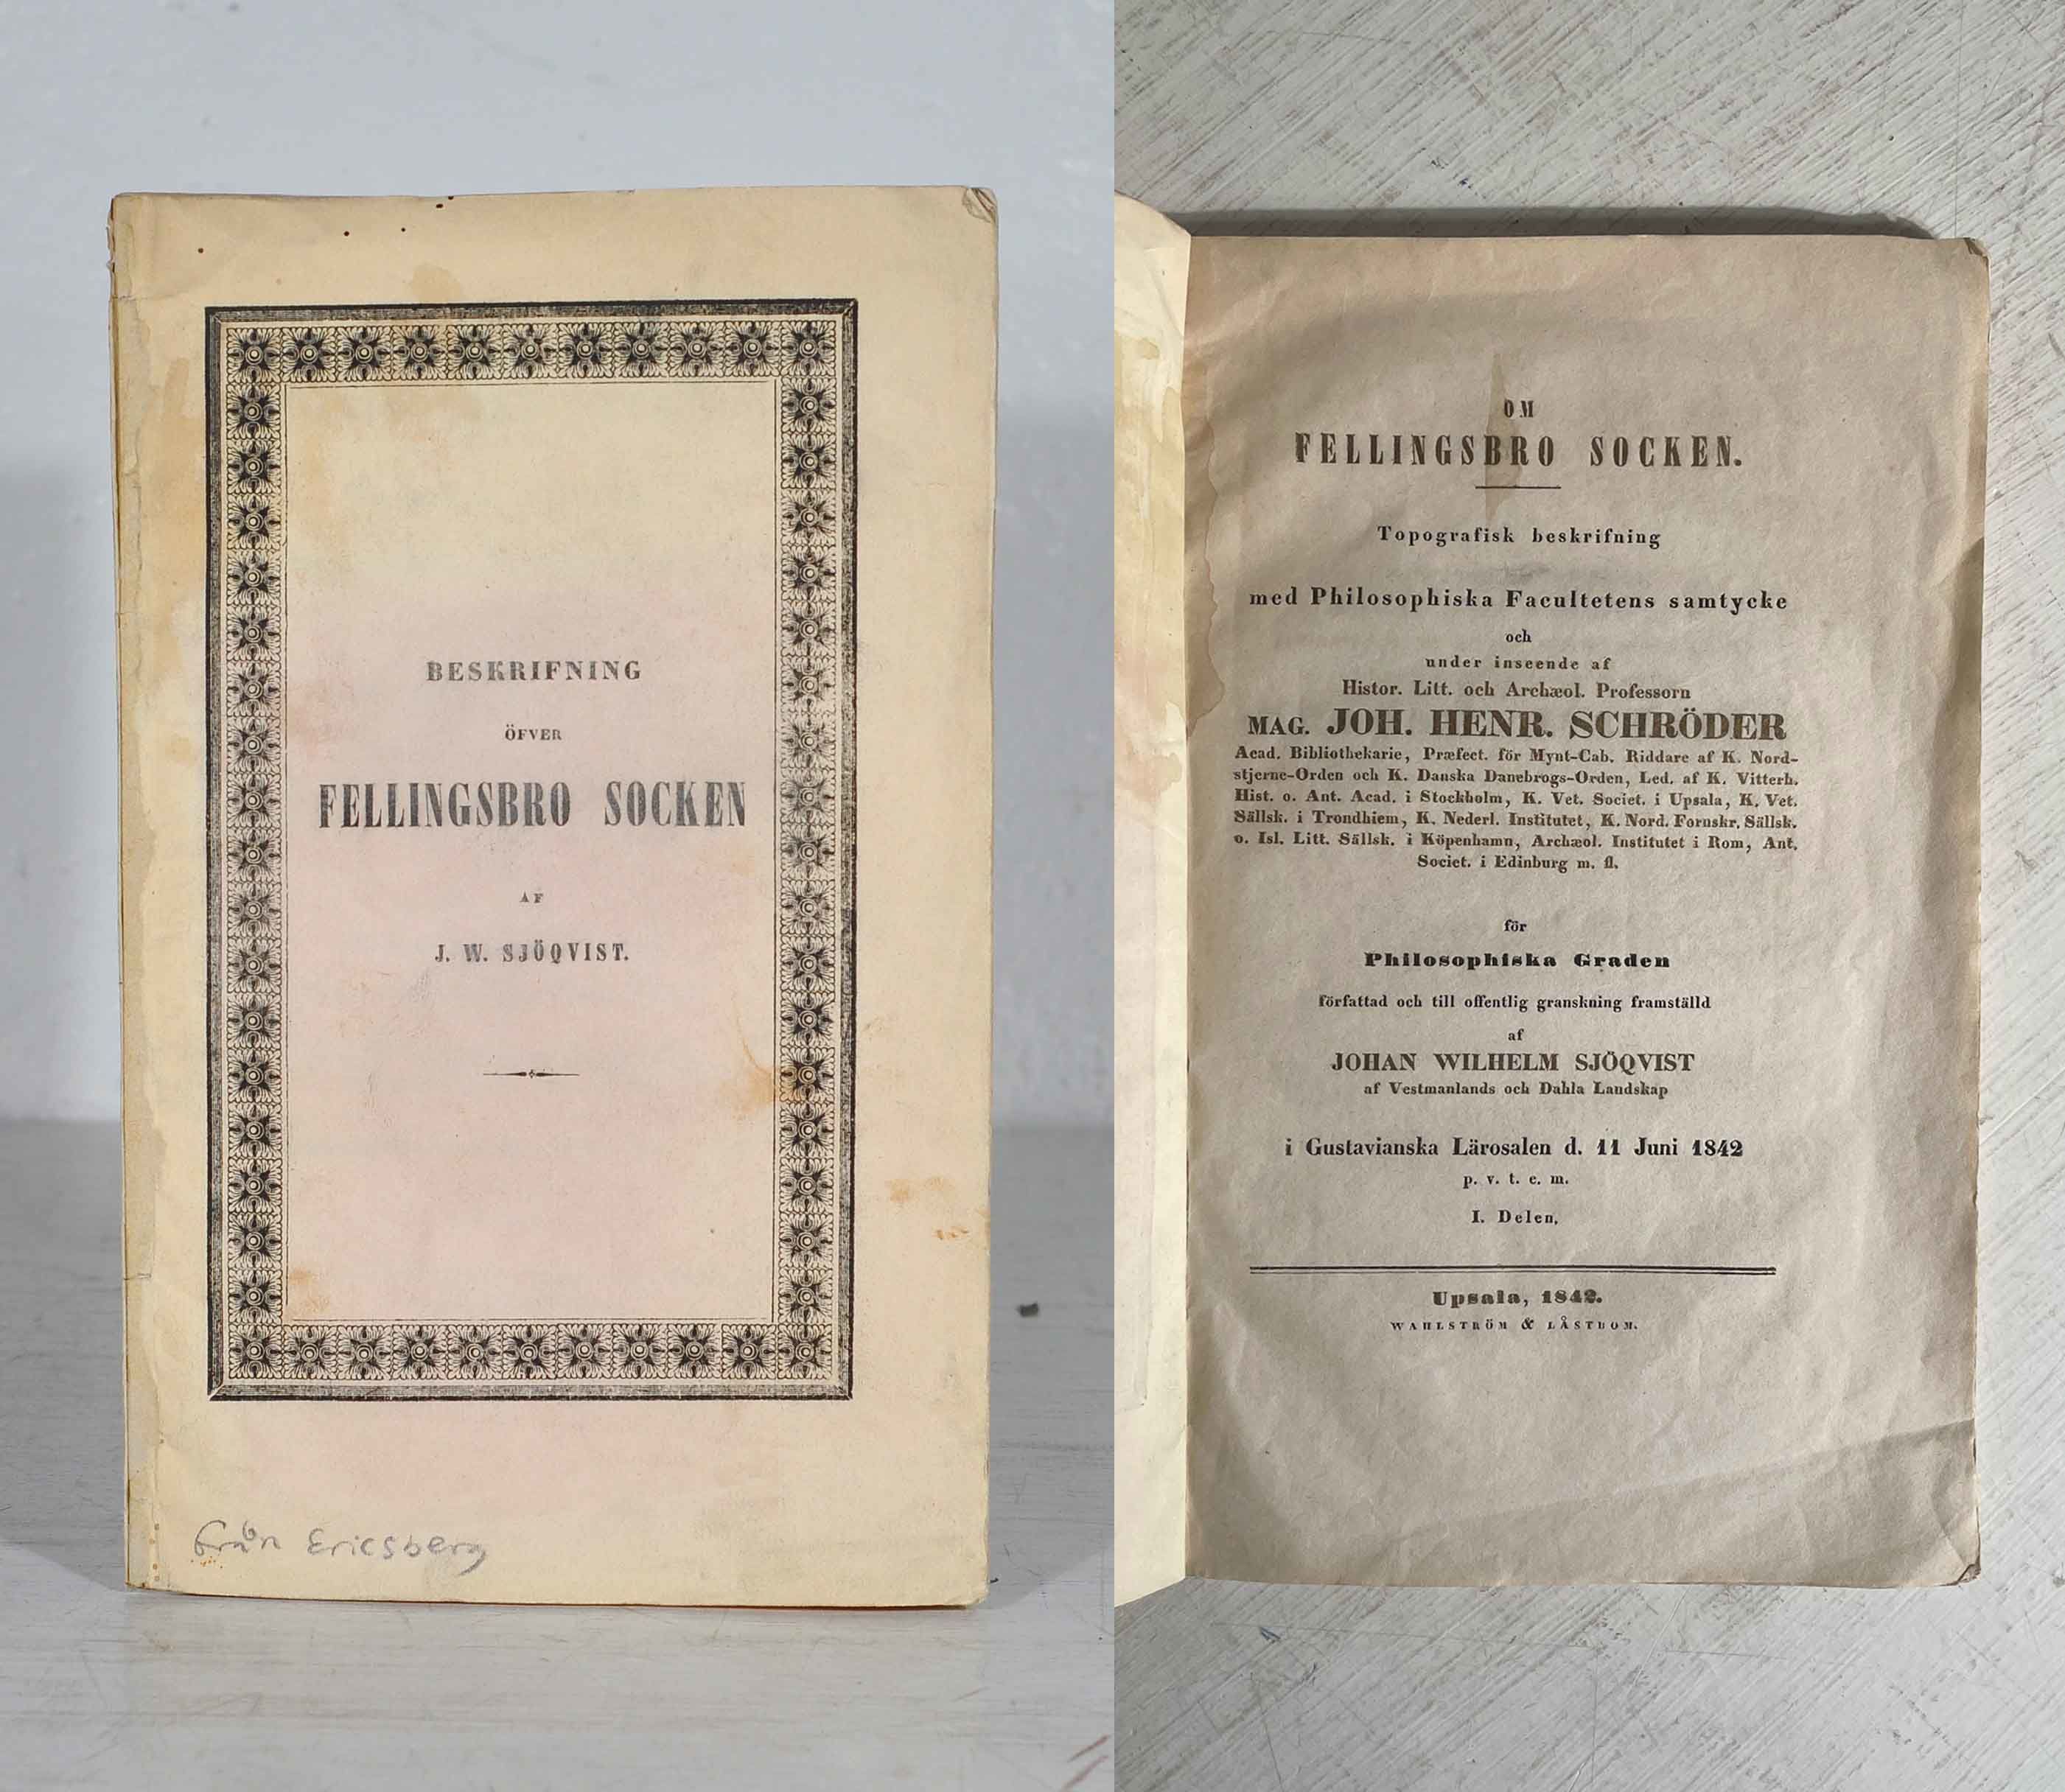 BESKRIFNING
ÖFVER
FELLINGSBRO SOCKEN
AF
J. W. SJÖQVIST.
från Ericsberg
OM
FELLINGSBRO SOCKEN.
Topografisk beskrifning
med Philosophiska Facultetens samtycke
och
under inseende af
Histor. Litt. och Archæol. Professorn
MAG. JOH. HENR. SCHRÖDER
Acad. Bibliothekarie, Præfect. för Mynt-Cab. Riddare af K. Nord-
stjerne-Orden och K. Danska Danebrogs-Orden, Led. af K. Vitterh.
Hist. o. Ant. Acad. i Stockholm, K. Vet. Societ. i Upsala, K. Vet.
Sällsk. i Trondhiem, K. Nederl. Institutet, K. Nord. Fornskr. Sällsk.
o. Isl. Litt. Sällsk. i Köpenhamn, Archæol. Institutet i Rom, Ant.
Societ. i Edinburg m. fl.
för
Philosophiska Graden
författad och till offentlig granskning framställd
af
JOHAN WILHELM SJÖQVIST
af Vestmanlands och Dahla Landskap
i Gustavianska Lärosalen d. 11 Juni 1842
p. v. t. e. m.
I. Delen.
Upsala, 1842.
WAHLSTRÖM & LÅSTBOM.